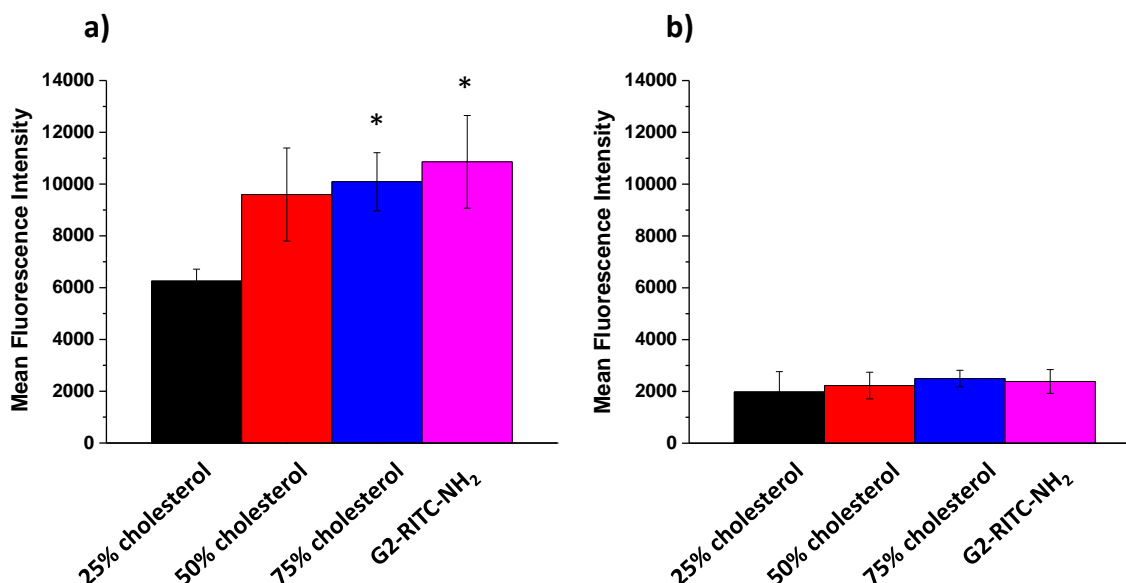 a)
Mean Fluorescence Intensity
14000
12000
10000
8000
6000
4000
2000
0
*
*
25% cholesterol
50% cholesterol
75% cholesterol
G2-RITC-NH₂
b)
Mean Fluorescence Intensity
14000
12000
10000
8000
6000
4000
2000
0
25% cholesterol
50% cholesterol
75% cholesterol
G2-RITC-NH₂